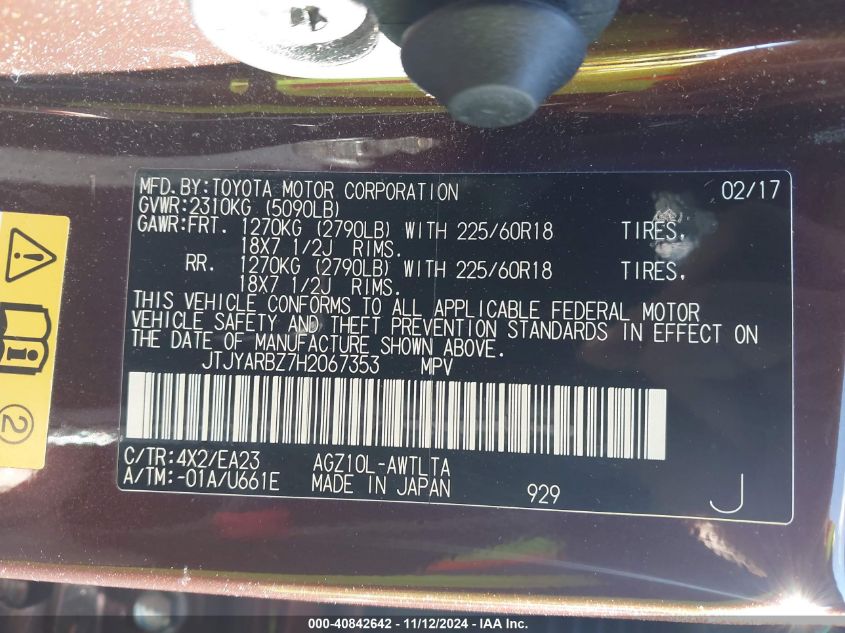 MFD.BY:TOYOTA MOTOR CORPORATION 02/17
GVWR:2310KG (5090LB)
GAWR:FRT. 1270KG (2790LB) WITH 225/60R18 TIRES,
18X7 1/2J RIMS.
RR. 1270KG (2790LB) WITH 225/60R18 TIRES,
18X7 1/2J RIMS.
THIS VEHICLE CONFORMS TO ALL APPLICABLE FEDERAL MOTOR
VEHICLE SAFETY AND THEFT PREVENTION STANDARDS IN EFFECT ON
THE DATE OF MANUFACTURE SHOWN ABOVE.
JTJYARBZ7H2067353 MPV
C/TR:4X2/EA23 AGZ10L-AWTLTA
A/TM:-01A/U661E MADE IN JAPAN 929 J
2
000-40842642 - 11/12/2024 - IAA Inc.